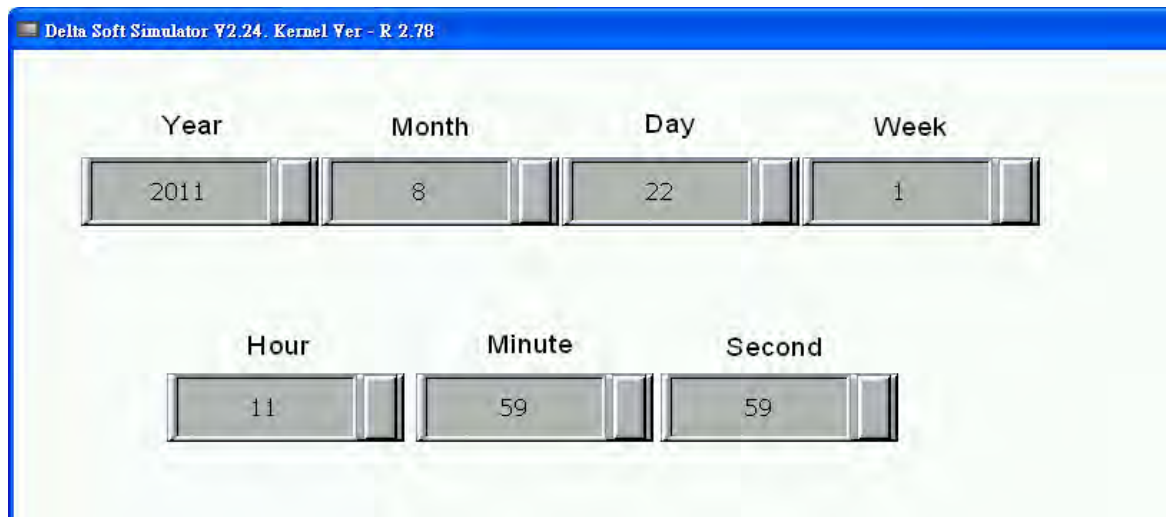 Delta Soft Simulator V2.24. Kernel Ver - R 2.78
Year Month Day Week
2011 8 22 1
Hour Minute Second
11 59 59